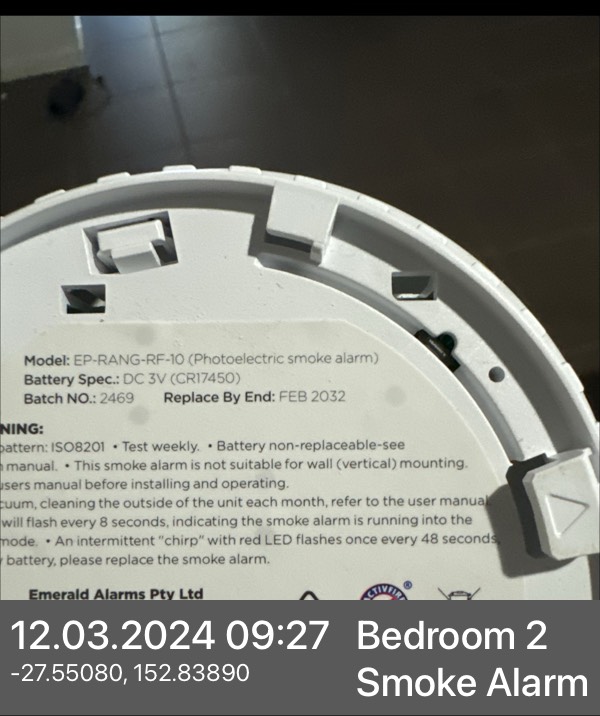 Model: EP-RANG-RF-10 (Photoelectric smoke alarm)
Battery Spec.: DC 3V (CR17450)
Batch NO.: 2469 Replace By End: FEB 2032
NING:
pattern: ISO8201 • Test weekly. • Battery non-replaceable-see
manual. • This smoke alarm is not suitable for wall (vertical) mounting.
users manual before installing and operating.
cuum, cleaning the outside of the unit each month, refer to the user manual
will flash every 8 seconds, indicating the smoke alarm is running into the
mode. • An intermittent "chirp" with red LED flashes once every 48 seconds,
battery, please replace the smoke alarm.
Emerald Alarms Pty Ltd
ACTIVFIRE ®
12.03.2024 09:27
-27.55080, 152.83890
Bedroom 2
Smoke Alarm